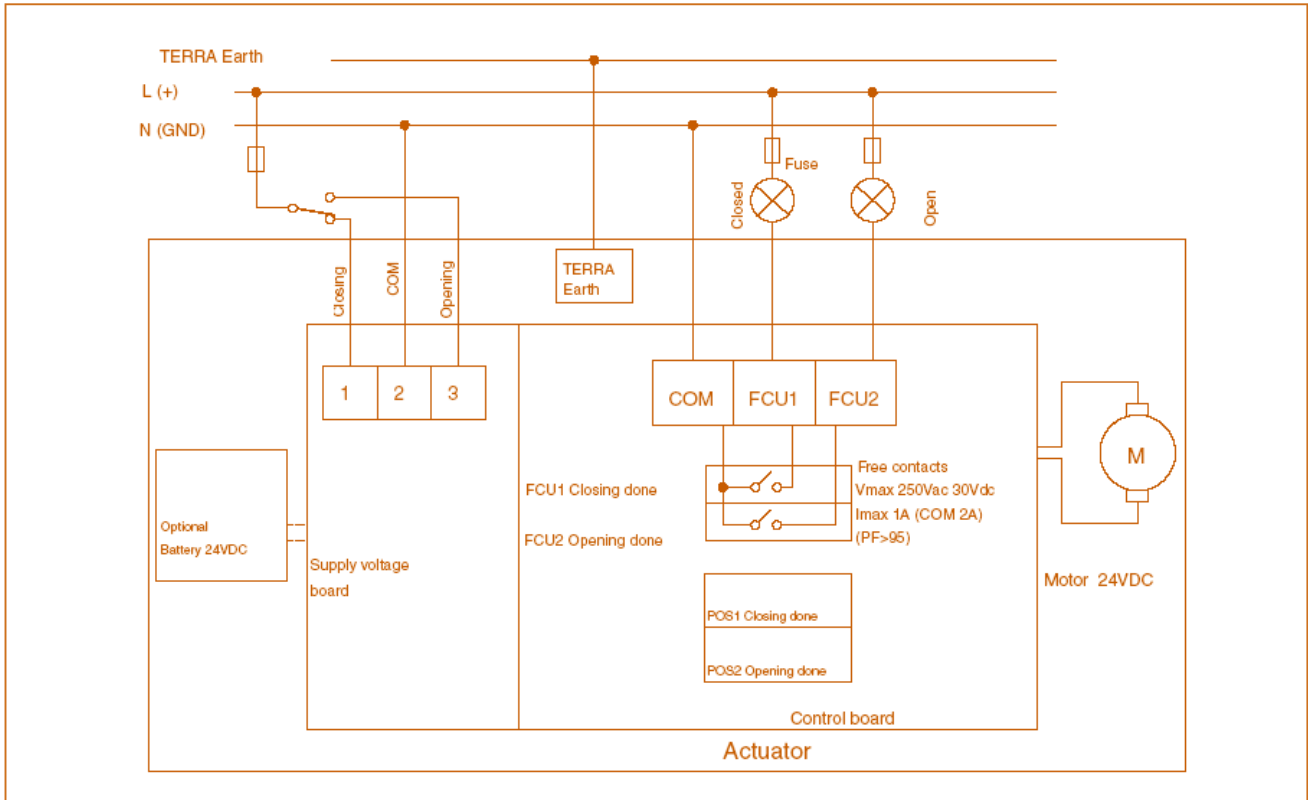 TERRA Earth
L (+)
N (GND)
Fuse
Closed
Open
Closing
COM
Opening
TERRA
Earth
1
2
3
COM
FCU1
FCU2
M
Optional
Battery 24VDC
Supply voltage
board
FCU1 Closing done
FCU2 Opening done
Free contacts
Vmax 250Vac 30Vdc
Imax 1A (COM 2A)
(PF>95)
Motor 24VDC
POS1 Closing done
POS2 Opening done
Control board
Actuator